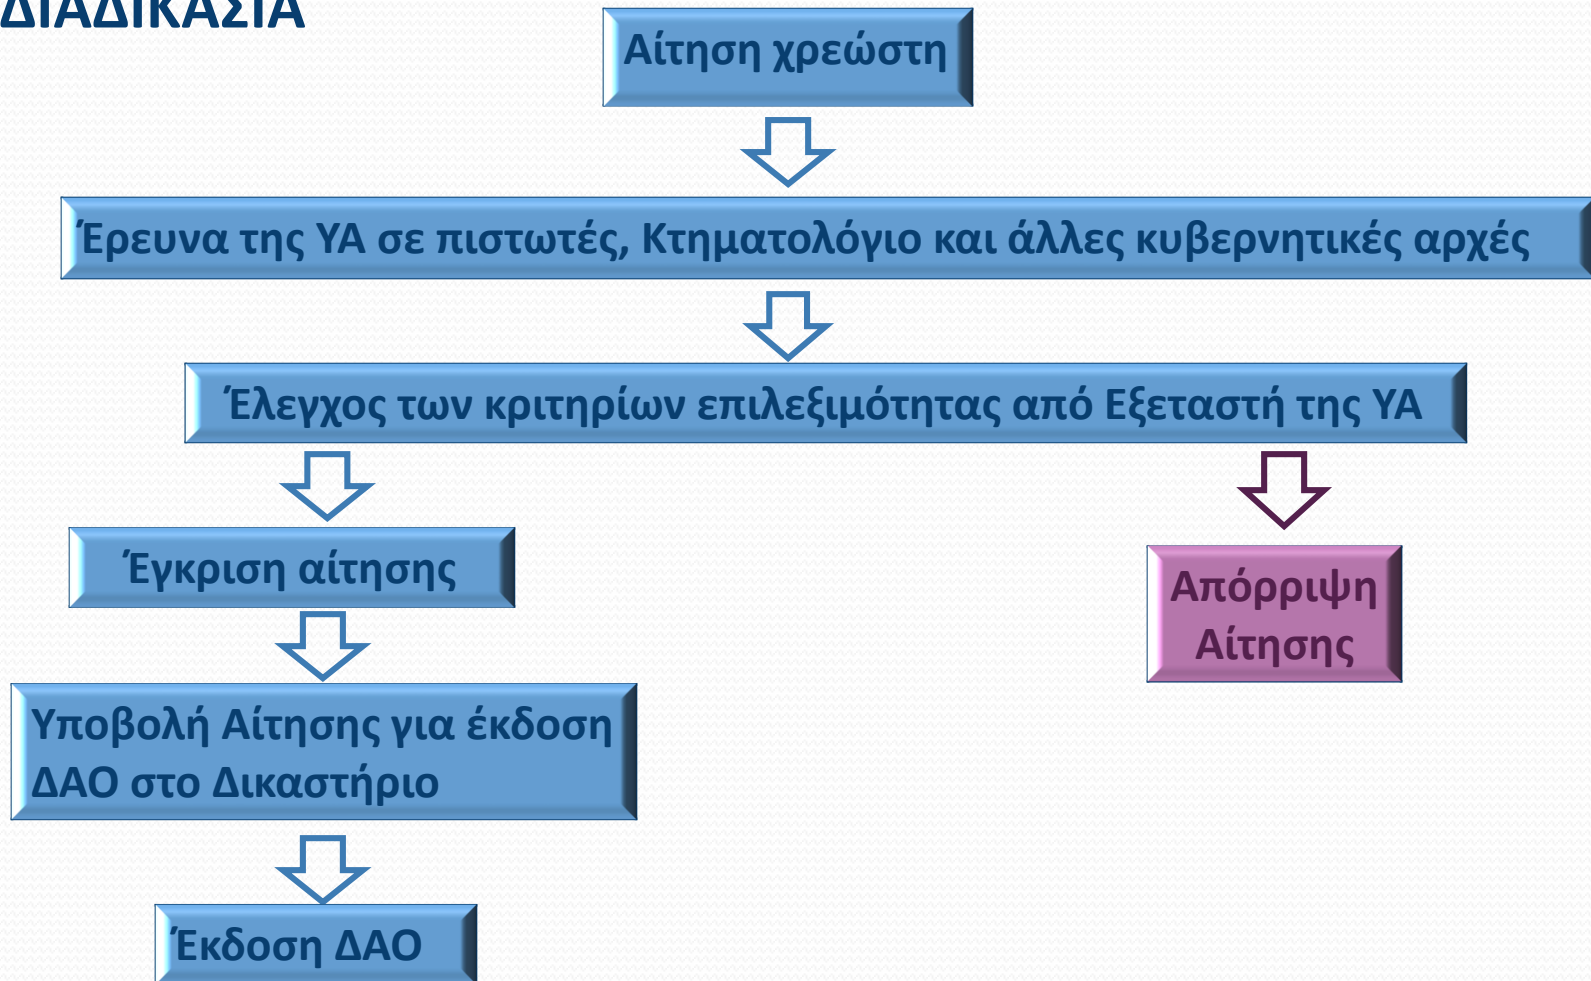 ΔΙΑΔΙΚΑΣΙΑ
Αίτηση χρεώστη
Έρευνα της ΥΑ σε πιστωτές, Κτηματολόγιο και άλλες κυβερνητικές αρχές
Έλεγχος των κριτηρίων επιλεξιμότητας από Εξεταστή της ΥΑ
Έγκριση αίτησης
Απόρριψη
Αίτησης
Υποβολή Αίτησης για έκδοση
ΔΑΟ στο Δικαστήριο
Έκδοση ΔΑΟ